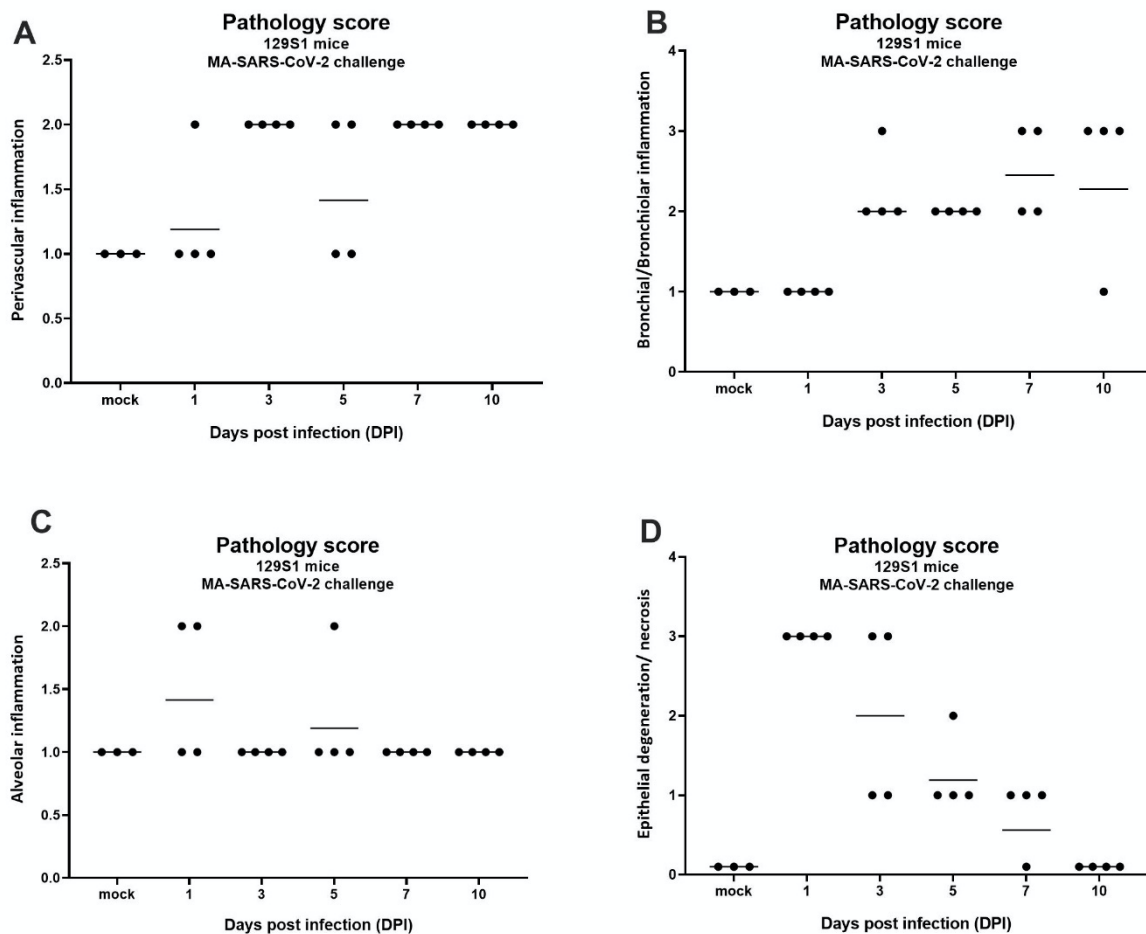 A
Pathology score
129S1 mice
MA-SARS-CoV-2 challenge
Perivascular inflammation
2.5
2.0
1.5
1.0
0.5
0.0
mock 1 3 5 7 10
Days post infection (DPI)
B
Pathology score
129S1 mice
MA-SARS-CoV-2 challenge
Bronchial/Bronchiolar inflammation
4
3
2
1
0
mock 1 3 5 7 10
Days post infection (DPI)
C
Pathology score
129S1 mice
MA-SARS-CoV-2 challenge
Alveolar inflammation
2.5
2.0
1.5
1.0
0.5
0.0
mock 1 3 5 7 10
Days post infection (DPI)
D
Pathology score
129S1 mice
MA-SARS-CoV-2 challenge
Epithelial degeneration/ necrosis
4
3
2
1
0
mock 1 3 5 7 10
Days post infection (DPI)